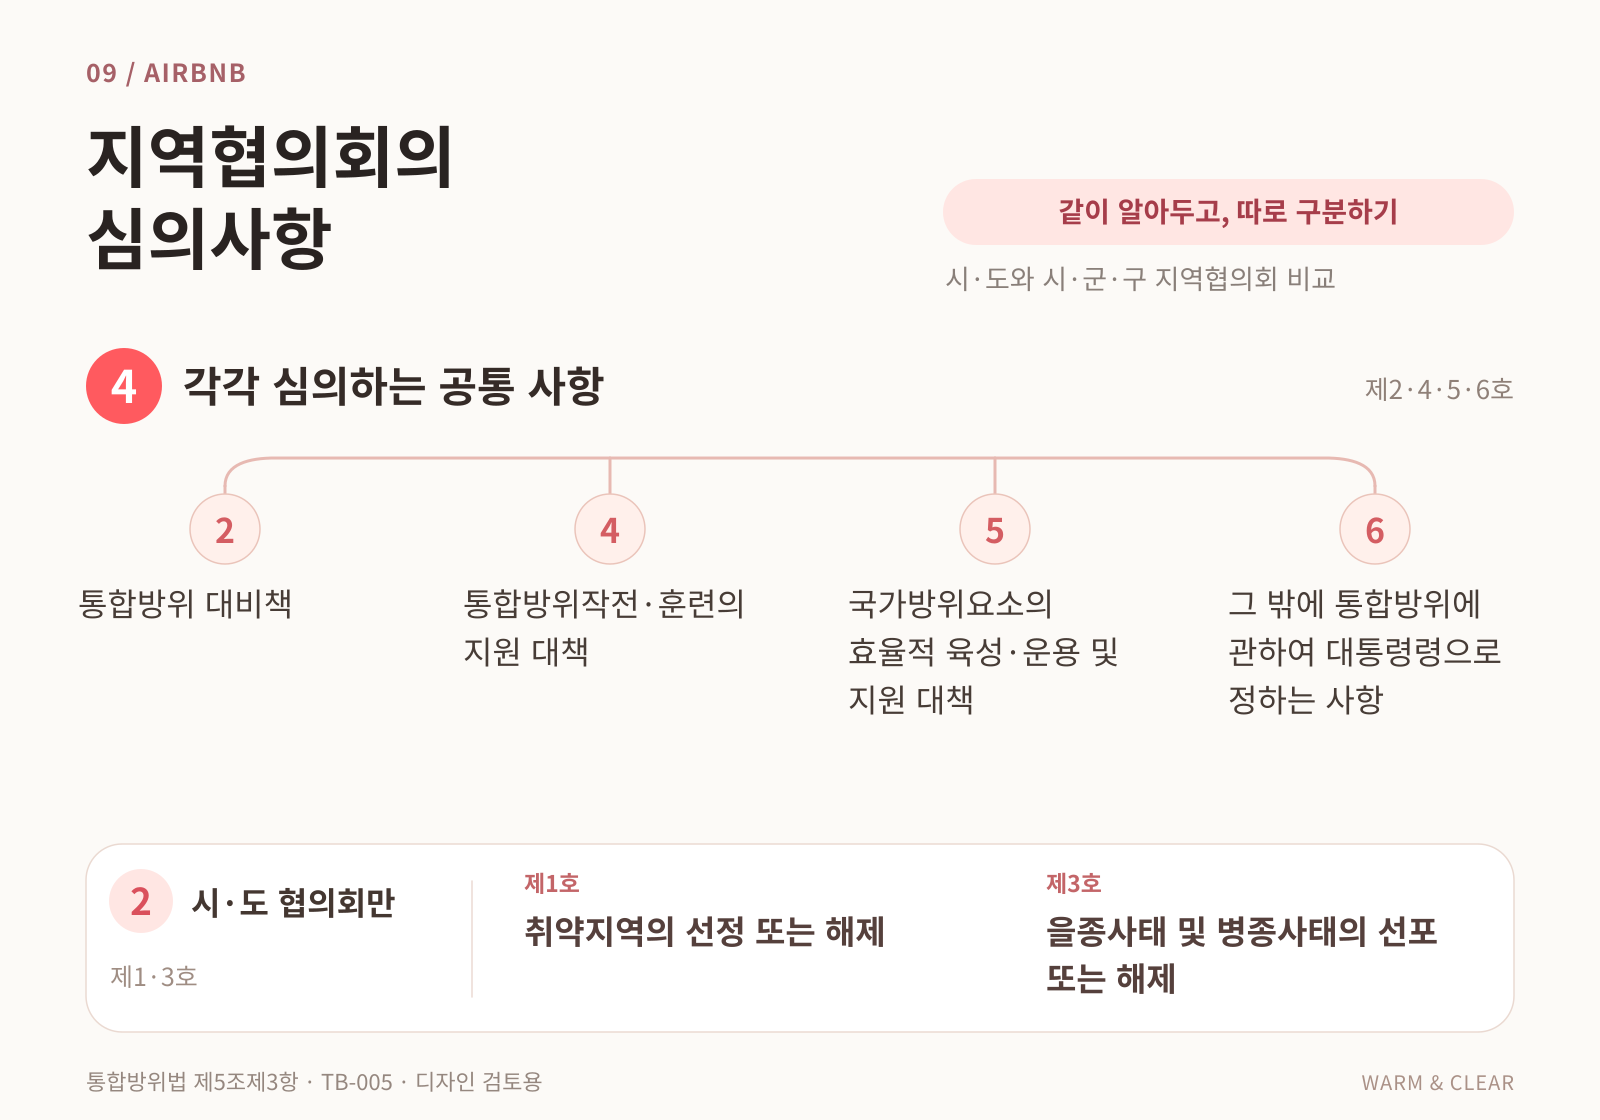 09 / AIRBNB
지역협의회의
심의사항
같이 알아두고, 따로 구분하기
시·도와 시·군·구 지역협의회 비교
4 각각 심의하는 공통 사항
제2·4·5·6호
2
통합방위 대비책
4
통합방위작전·훈련의
지원 대책
5
국가방위요소의
효율적 육성·운용 및
지원 대책
6
그 밖에 통합방위에
관하여 대통령령으로
정하는 사항
2 시·도 협의회만
제1·3호
제1호
취약지역의 선정 또는 해제
제3호
을종사태 및 병종사태의 선포
또는 해제
통합방위법 제5조제3항 · TB-005 · 디자인 검토용
WARM & CLEAR